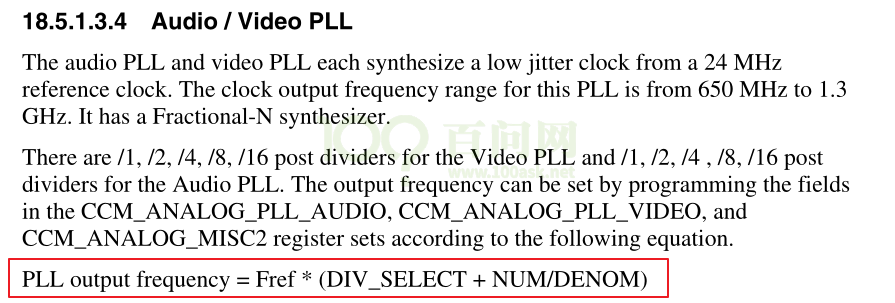 18.5.1.3.4 Audio / Video PLL
The audio PLL and video PLL each synthesize a low jitter clock from a 24 MHz
reference clock. The clock output frequency range for this PLL is from 650 MHz to 1.3
GHz. It has a Fractional-N synthesizer.
100 百问网
www.100ask.net
There are /1, /2, /4, /8, /16 post dividers for the Video PLL and /1, /2, /4 , /8, /16 post
dividers for the Audio PLL. The output frequency can be set by programming the fields
in the CCM_ANALOG_PLL_AUDIO, CCM_ANALOG_PLL_VIDEO, and
CCM_ANALOG_MISC2 register sets according to the following equation.
PLL output frequency = Fref * (DIV_SELECT + NUM/DENOM)